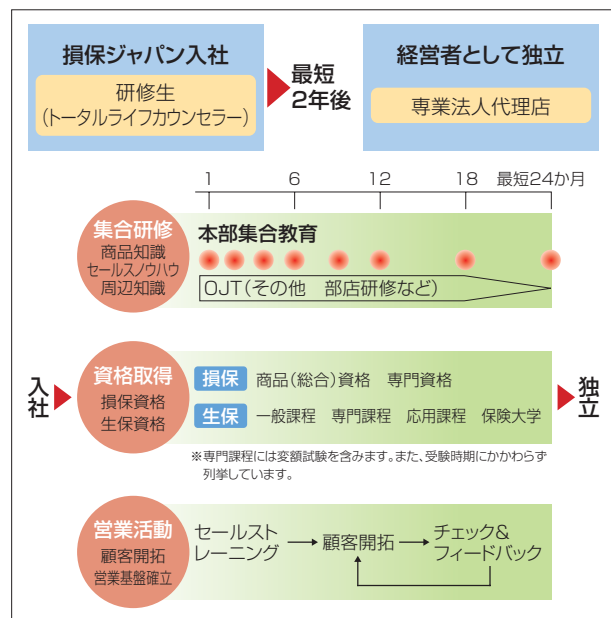 損保ジャパン入社
研修生
(トータルライフカウンセラー)
最短
2年後
経営者として独立
専業法人代理店
1 6 12 18 最短24か月
集合研修
商品知識
セールスノウハウ
周辺知識
本部集合教育
OJT(その他 部店研修など)
入社
資格取得
損保資格
生保資格
損保 商品(総合)資格 専門資格
生保 一般課程 専門課程 応用課程 保険大学
※専門課程には変額試験を含みます。また、受験時期にかかわらず
列挙しています。
独立
営業活動
顧客開拓
営業基盤確立
セールスト
レーニング
顧客開拓
チェック&
フィードバック